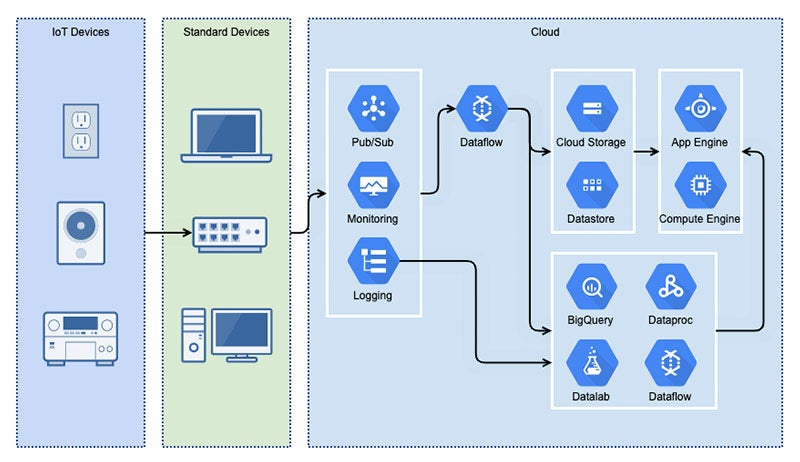 IoT Devices
Standard Devices
Cloud
Pub/Sub
Dataflow
Cloud Storage
App Engine
Monitoring
Datastore
Compute Engine
Logging
BigQuery
Dataproc
Datalab
Dataflow